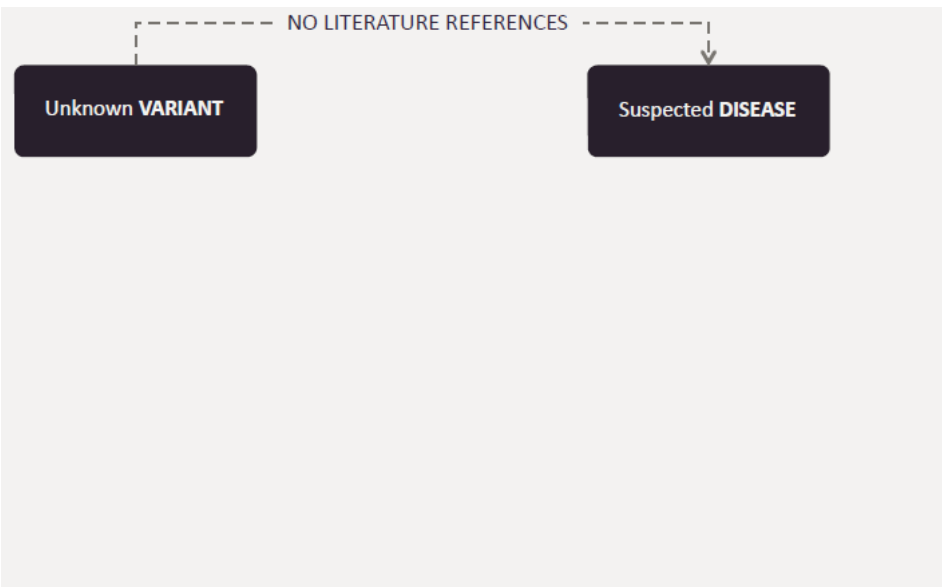 NO LITERATURE REFERENCES
Unknown VARIANT
Suspected DISEASE